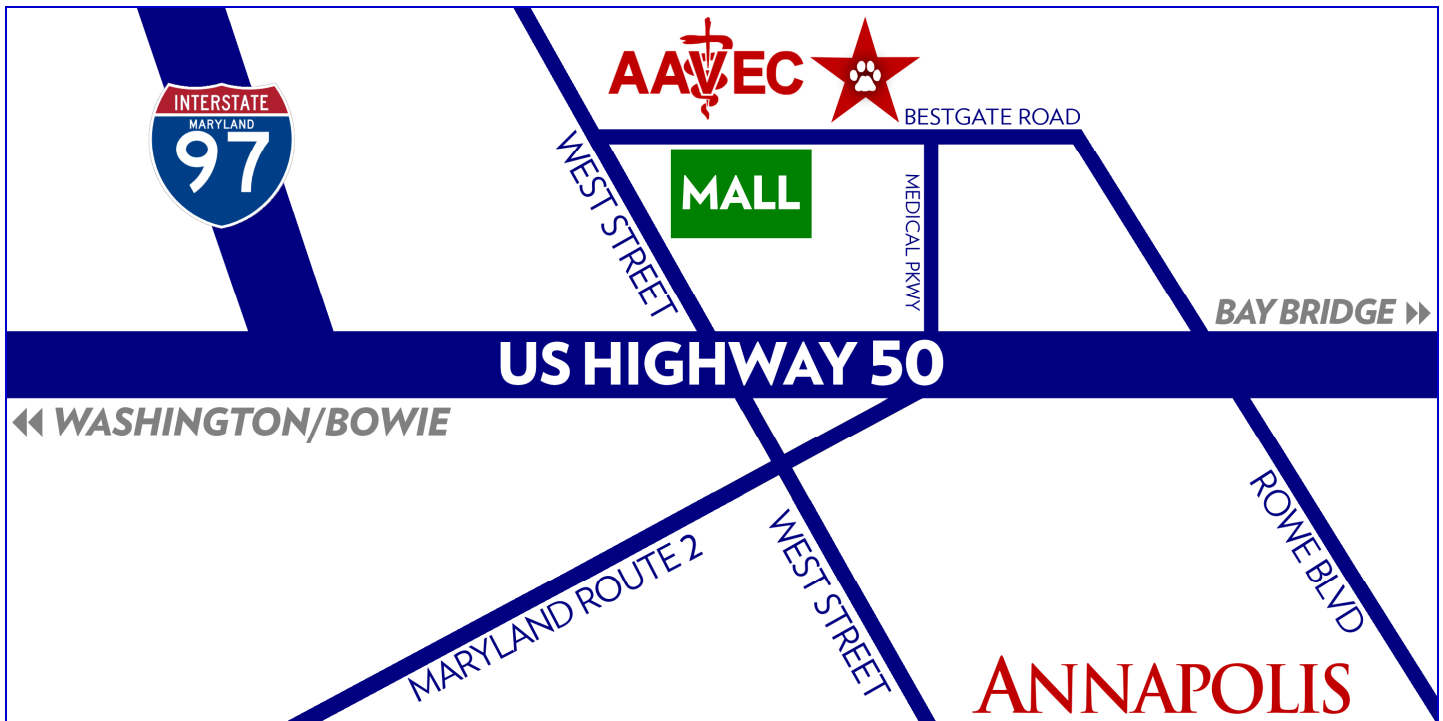 AAVEC
BESTGATE ROAD
INTERSTATE
MARYLAND
97
WEST STREET
MALL
MEDICAL PKWY
BAY BRIDGE
US HIGHWAY 50
WASHINGTON/BOWIE
ROWE BLVD
MARYLAND ROUTE 2
WEST STREET
ANNAPOLIS